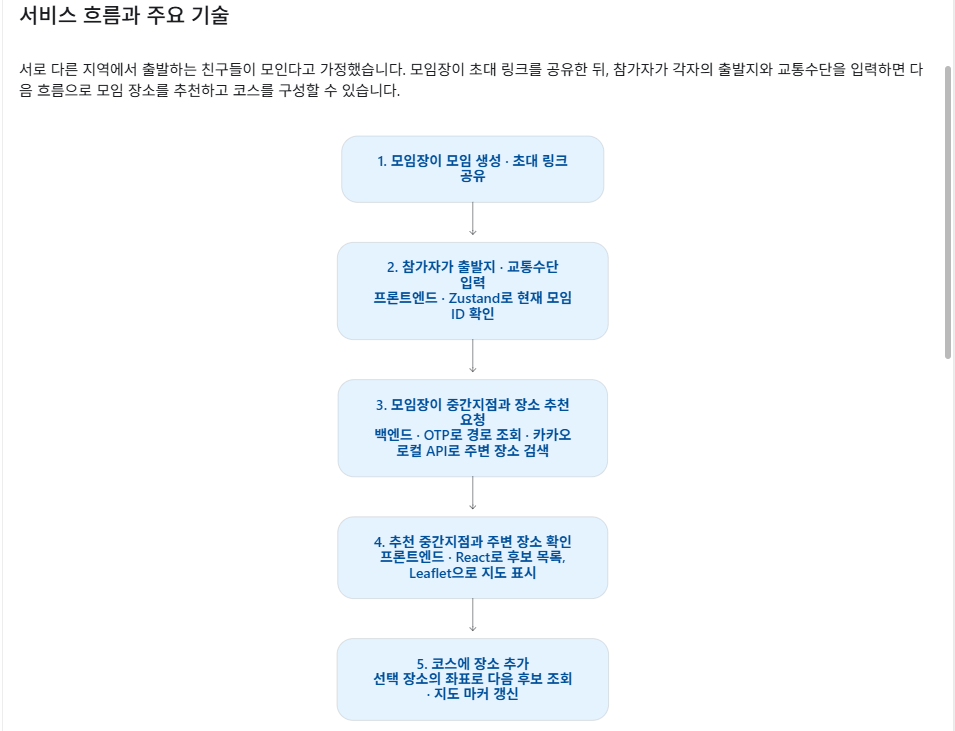 서비스 흐름과 주요 기술
서로 다른 지역에서 출발하는 친구들이 모인다고 가정했습니다. 모임장이 초대 링크를 공유한 뒤, 참가자가 각자의 출발지와 교통수단을 입력하면 다
음 흐름으로 모임 장소를 추천하고 코스를 구성할 수 있습니다.
1. 모임장이 모임 생성 · 초대 링크
공유
2. 참가자가 출발지 · 교통수단
입력
프론트엔드 · Zustand로 현재 모임
ID 확인
3. 모임장이 중간지점과 장소 추천
요청
백엔드 · OTP로 경로 조회 · 카카오
로컬 API로 주변 장소 검색
4. 추천 중간지점과 주변 장소 확인
프론트엔드 · React로 후보 목록,
Leaflet으로 지도 표시
5. 코스에 장소 추가
선택 장소의 좌표로 다음 후보 조회
· 지도 마커 갱신